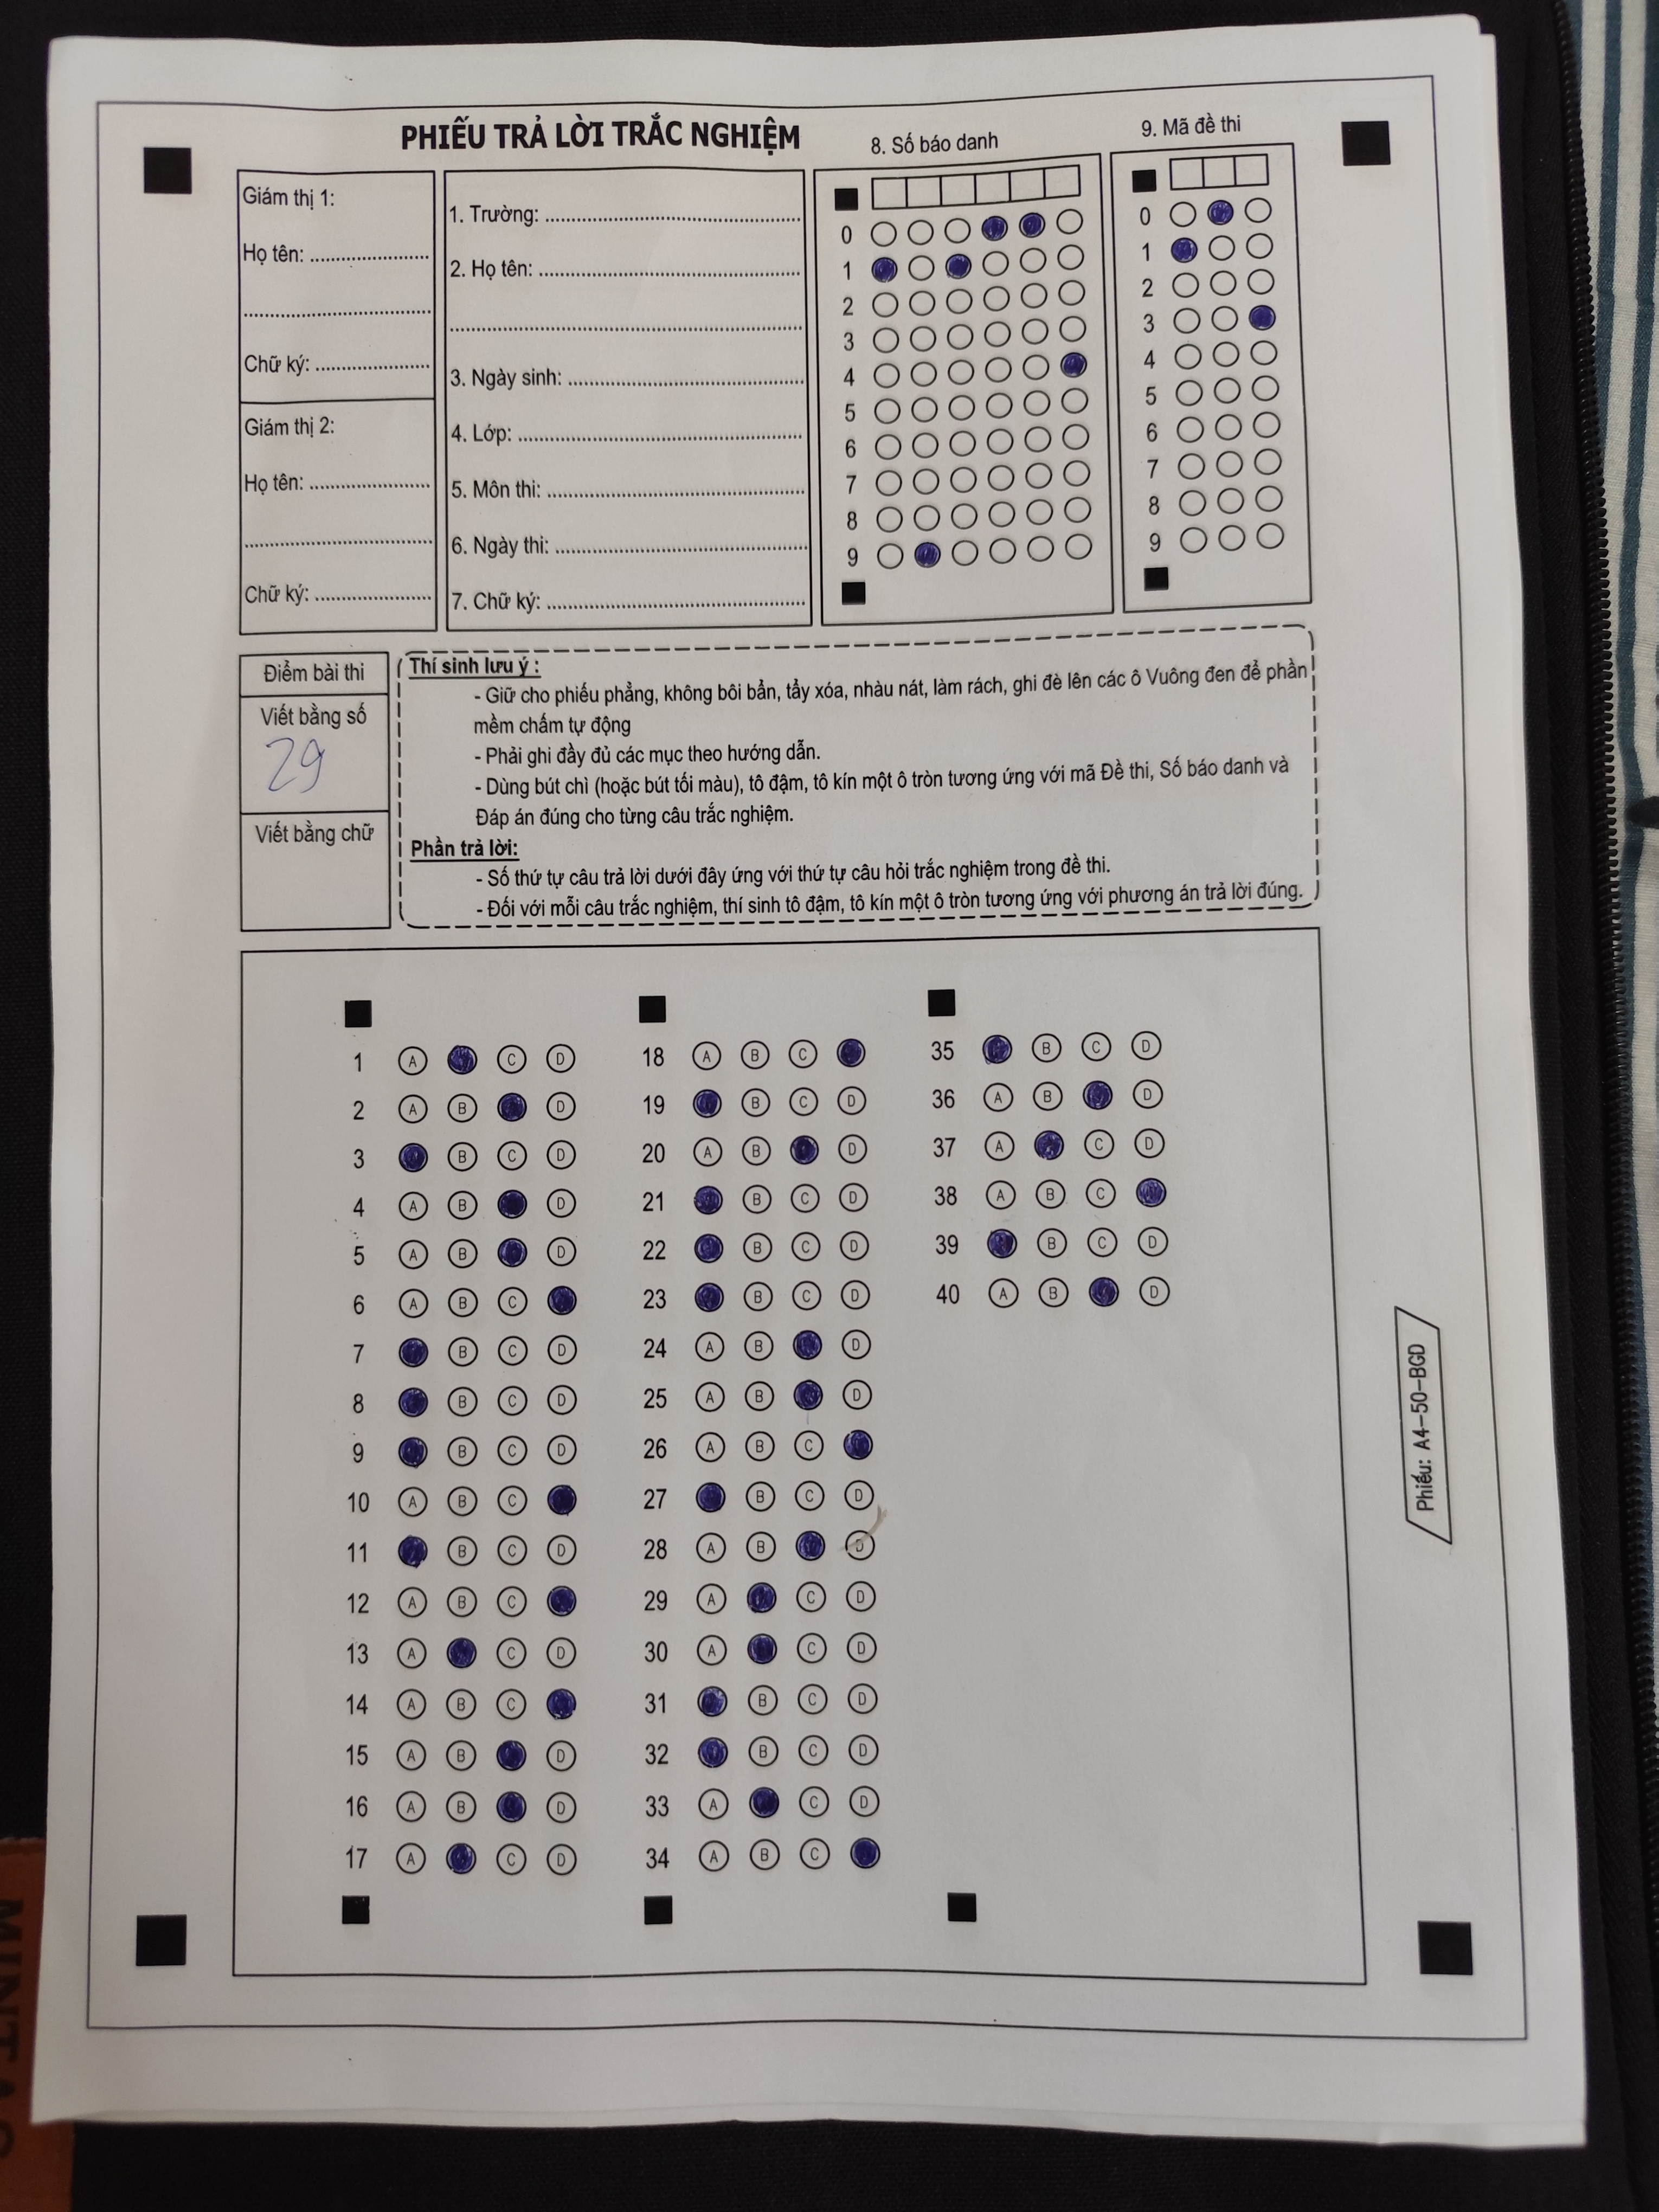 PHIẾU TRẢ LỜI TRẮC NGHIỆM
Giám thị 1:
Họ tên: ......................
..................................
Chữ ký: .....................
Giám thị 2:
Họ tên: ......................
..................................
Chữ ký: .....................
1. Trường: ..............................................
2. Họ tên: ...............................................
................................................................
3. Ngày sinh: ..........................................
4. Lớp: ....................................................
5. Môn thi: ..............................................
6. Ngày thi: .............................................
7. Chữ ký: ..............................................
8. Số báo danh
0
1
2
3
4
5
6
7
8
9
9. Mã đề thi
0
1
2
3
4
5
6
7
8
9
Điểm bài thi
Viết bằng số
29
Viết bằng chữ
Thí sinh lưu ý :
- Giữ cho phiếu phẳng, không bôi bẩn, tẩy xóa, nhàu nát, làm rách, ghi đè lên các ô Vuông đen để phần
mềm chấm tự động
- Phải ghi đầy đủ các mục theo hướng dẫn.
- Dùng bút chì (hoặc bút tối màu), tô đậm, tô kín một ô tròn tương ứng với mã Đề thi, Số báo danh và
Đáp án đúng cho từng câu trắc nghiệm.
Phần trả lời:
- Số thứ tự câu trả lời dưới đây ứng với thứ tự câu hỏi trắc nghiệm trong đề thi.
- Đối với mỗi câu trắc nghiệm, thí sinh tô đậm, tô kín một ô tròn tương ứng với phương án trả lời đúng.
1 A C D
2 A B D
3 B C D
4 A B D
5 A B D
6 A B C
7 B C D
8 B C D
9 B C D
10 A B C
11 B C D
12 A B C
13 A C D
14 A B C
15 A B D
16 A B D
17 A C D
18 A B C
19 B C D
20 A B D
21 B C D
22 B C D
23 B C D
24 A B D
25 A B D
26 A B C
27 B C D
28 A B D
29 A C D
30 A C D
31 B C D
32 B C D
33 A C D
34 A B C
35 B C D
36 A B D
37 A C D
38 A B C
39 B C D
40 A B D
Phiếu: A4-50-BGD